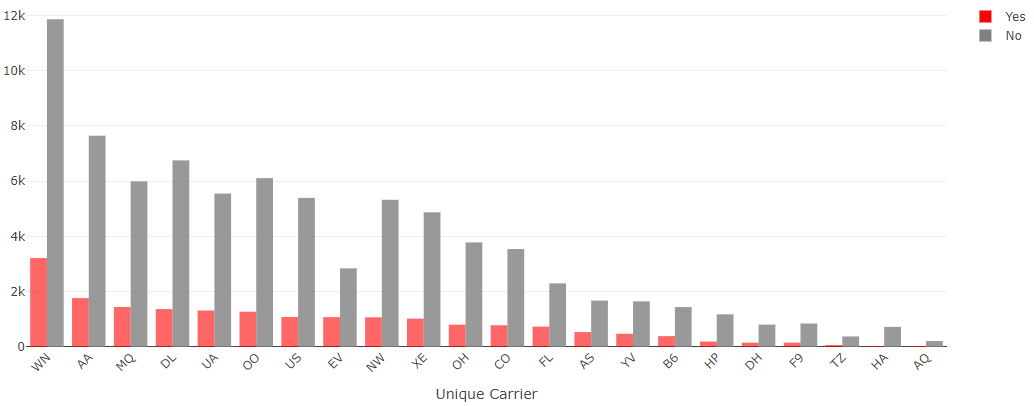 12k
10k
8k
6k
4k
2k
0
WN AA MQ DL UA OO US EV NW XE OH CO FL AS YV B6 HP DH F9 TZ HA AQ
Unique Carrier
Yes
No